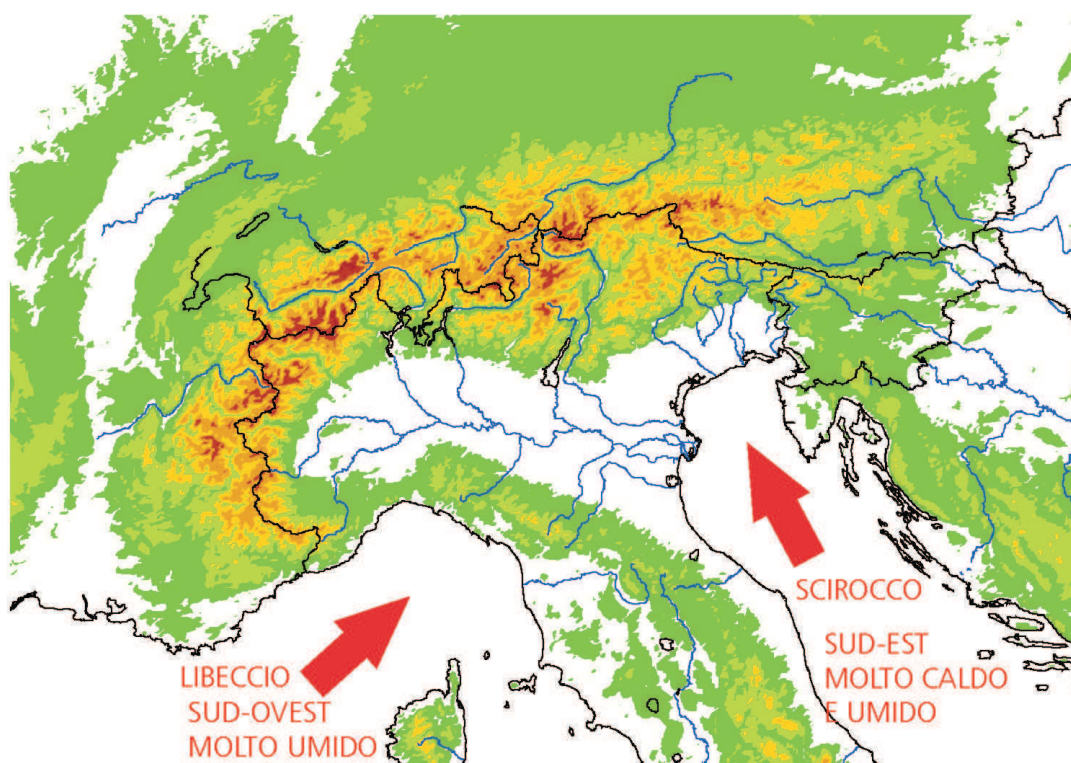 LIBECCIO
SUD-OVEST
MOLTO UMIDO
SCIROCCO
SUD-EST
MOLTO CALDO
E UMIDO